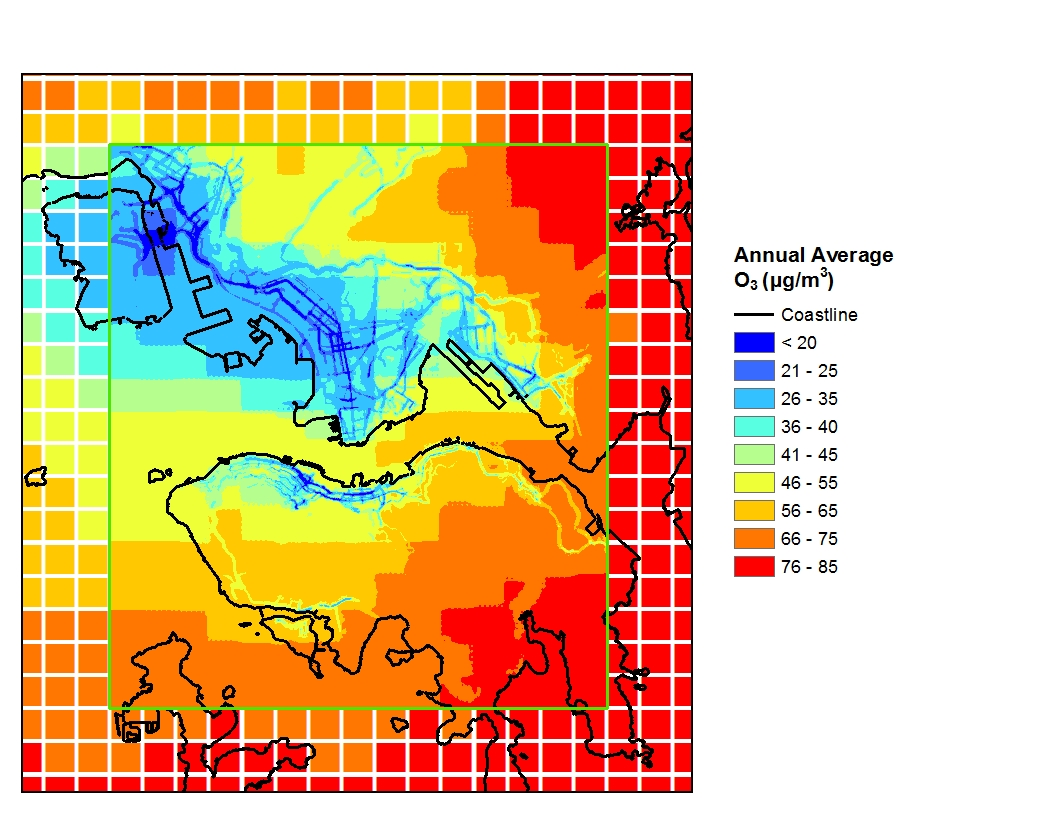 Annual Average
O₃ (µg/m³)
Coastline
< 20
21 - 25
26 - 35
36 - 40
41 - 45
46 - 55
56 - 65
66 - 75
76 - 85